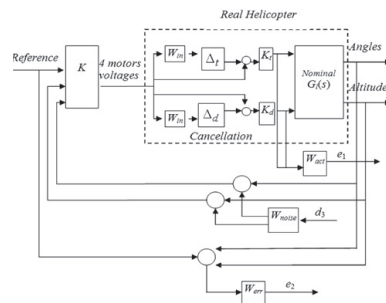 Real Helicopter
Reference
K
4 motors
voltages
W_in
Δ_t
K_t
W_in
Δ_d
K_d
Cancellation
Nominal
G_i(s)
Angles
Altitude
W_act
e_1
W_noise
d_3
W_err
e_2